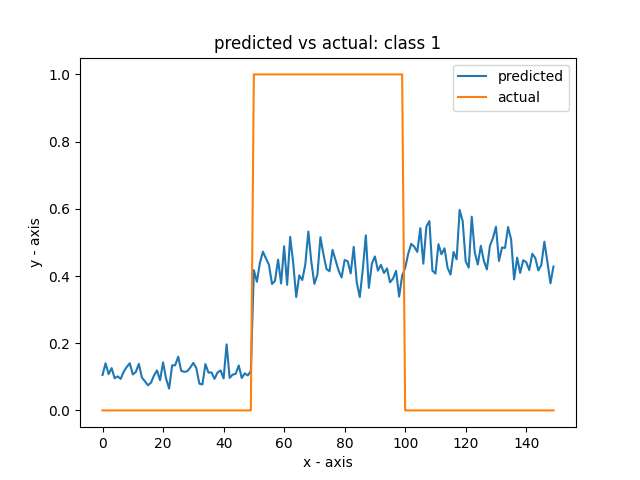 predicted vs actual: class 1
predicted
actual
1.0
0.8
0.6
0.4
0.2
0.0
y - axis
0 20 40 60 80 100 120 140
x - axis